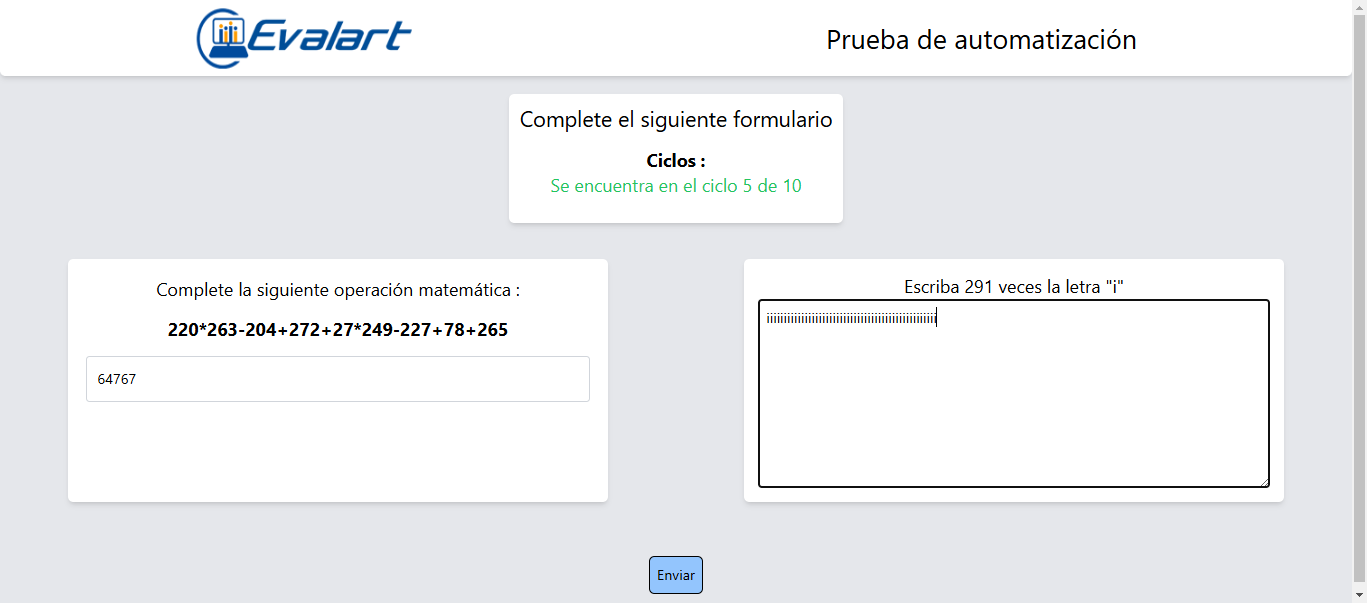 Evalart
Prueba de automatización
Complete el siguiente formulario
Ciclos :
Se encuentra en el ciclo 5 de 10
Complete la siguiente operación matemática :
220*263-204+272+27*249-227+78+265
64767
Escriba 291 veces la letra "i"
iiiiiiiiiiiiiiiiiiiiiiiiiiiiiiiiiiiiiiiiiiiiiiiii
Enviar